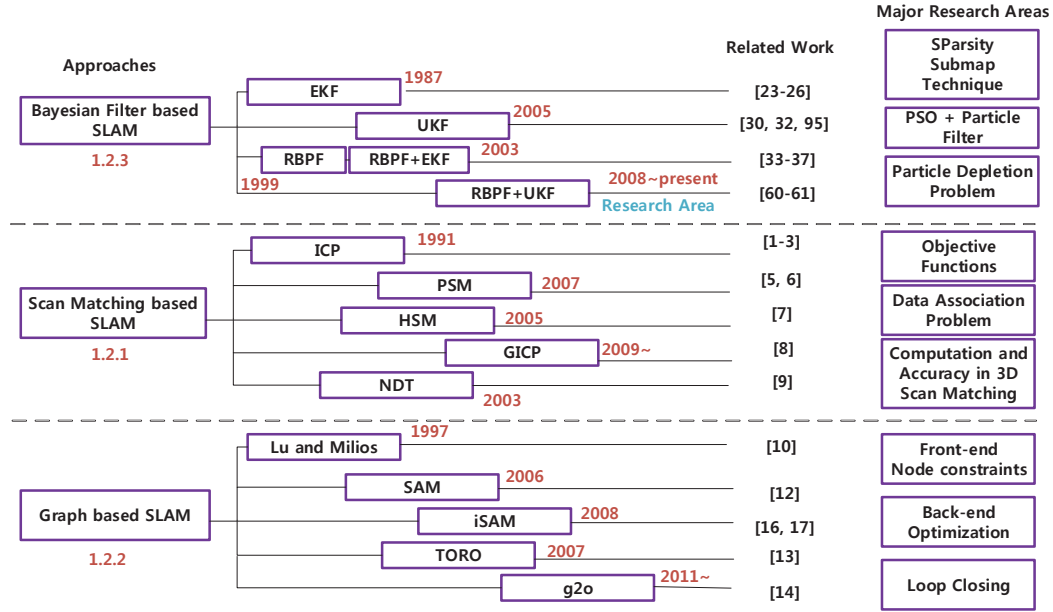 Major Research Areas
Approaches
Related Work
Bayesian Filter based
SLAM
1.2.3
EKF
1987
[23-26]
UKF
2005
[30, 32, 95]
RBPF
RBPF+EKF
2003
[33-37]
1999
RBPF+UKF
2008~present
Research Area
[60-61]
SParsity
Submap
Technique
PSO + Particle
Filter
Particle Depletion
Problem
Scan Matching based
SLAM
1.2.1
ICP
1991
[1-3]
PSM
2007
[5, 6]
HSM
2005
[7]
GICP
2009~
[8]
NDT
2003
[9]
Objective
Functions
Data Association
Problem
Computation and
Accuracy in 3D
Scan Matching
Graph based SLAM
1.2.2
Lu and Milios
1997
[10]
SAM
2006
[12]
iSAM
2008
[16, 17]
TORO
2007
[13]
g2o
2011~
[14]
Front-end
Node constraints
Back-end
Optimization
Loop Closing